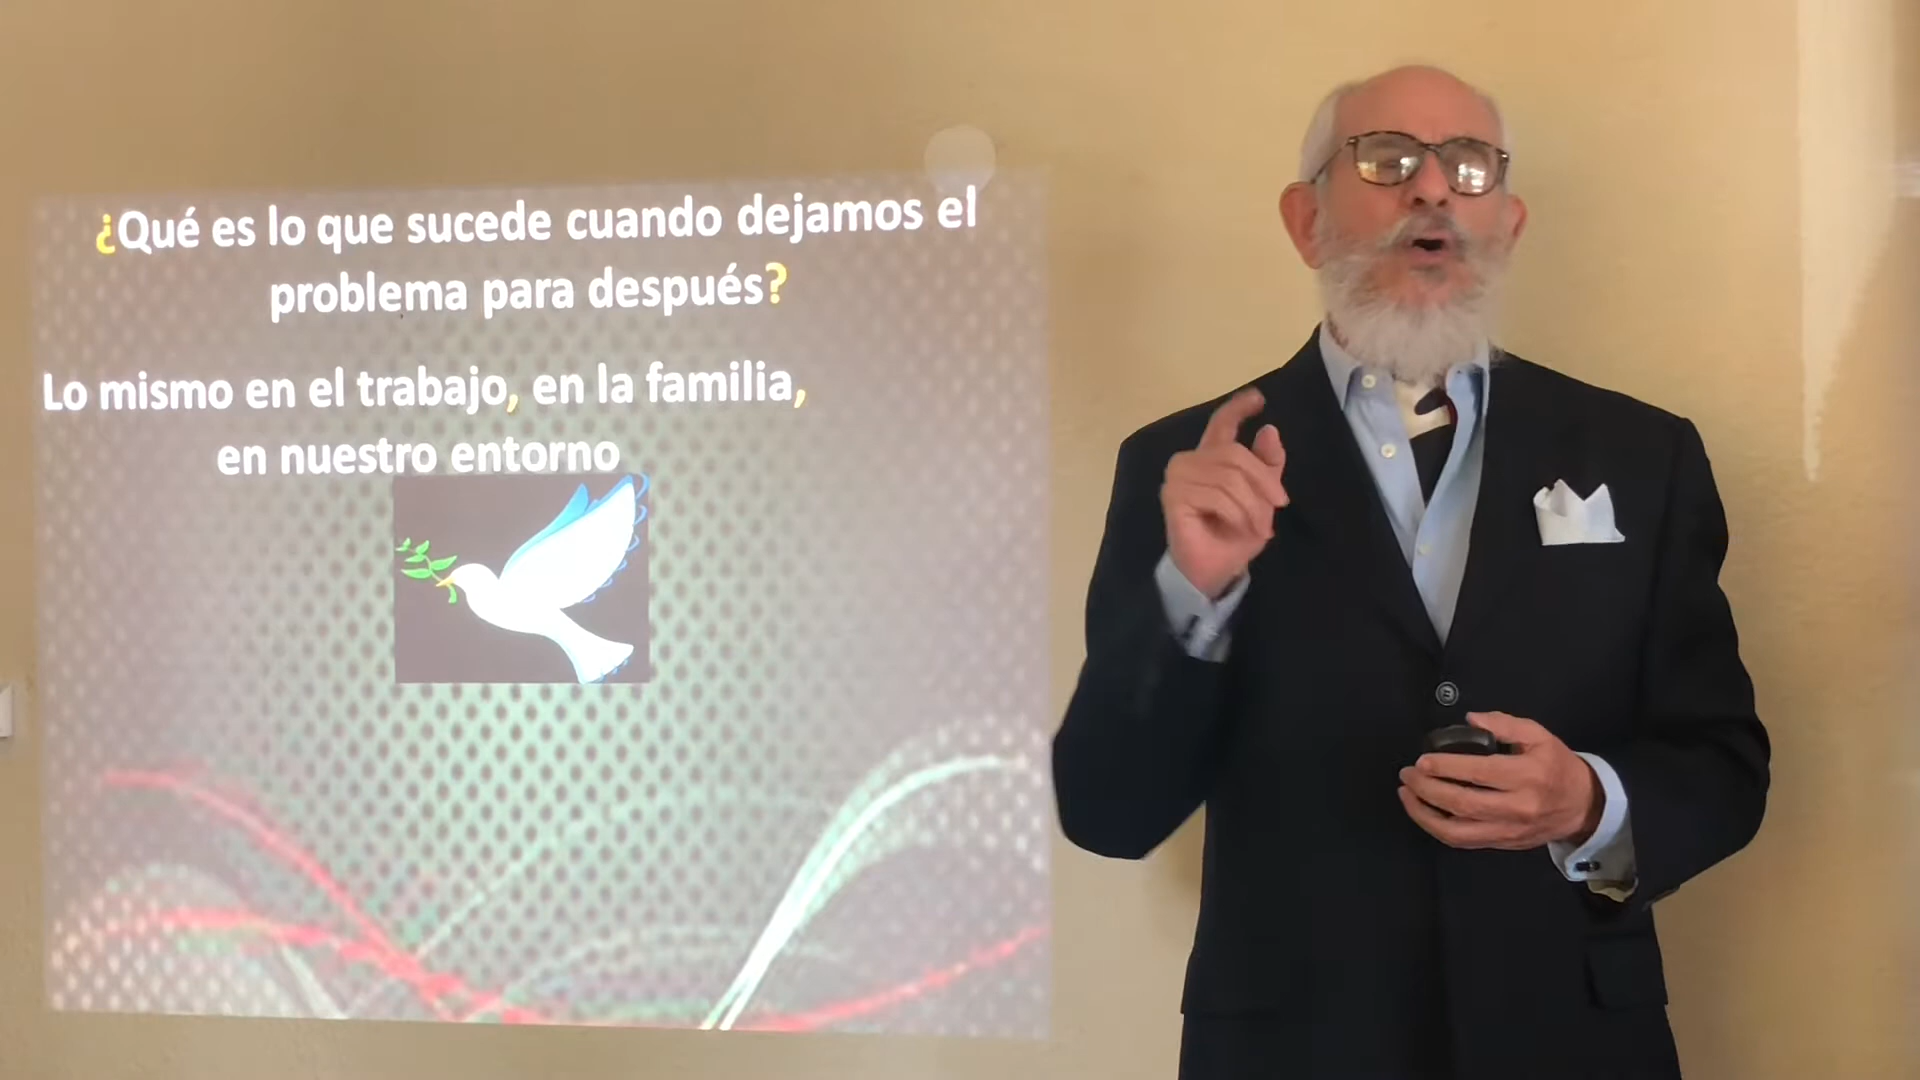 ¿Qué es lo que sucede cuando dejamos el
problema para después?
Lo mismo en el trabajo, en la familia,
en nuestro entorno